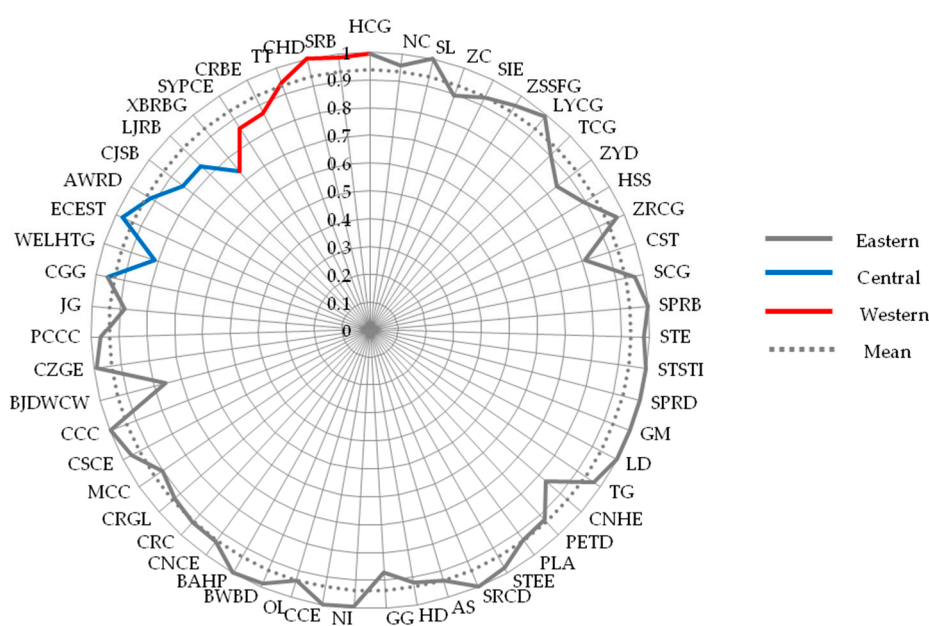 HCG
NC
SL
ZC
SIE
ZSSFG
LYCG
TCG
ZYD
HSS
ZRCG
CST
SCG
SPRB
STE
STSTI
SPRD
GM
LD
TG
CNHE
PETD
PLA
STEE
SRCD
AS
HD
GG
NI
CCE
OL
BWBD
BAHP
CNCE
CRC
CRGL
MCC
CSCE
CCC
BJDWCW
CZGE
PCCC
JG
CGG
WELHTG
ECEST
AWRD
CJSB
LJRB
XBRBG
SYPCE
CRBE
TT
CHD
SRB
1
0.9
0.8
0.7
0.6
0.5
0.4
0.3
0.2
0.1
0
Eastern
Central
Western
Mean